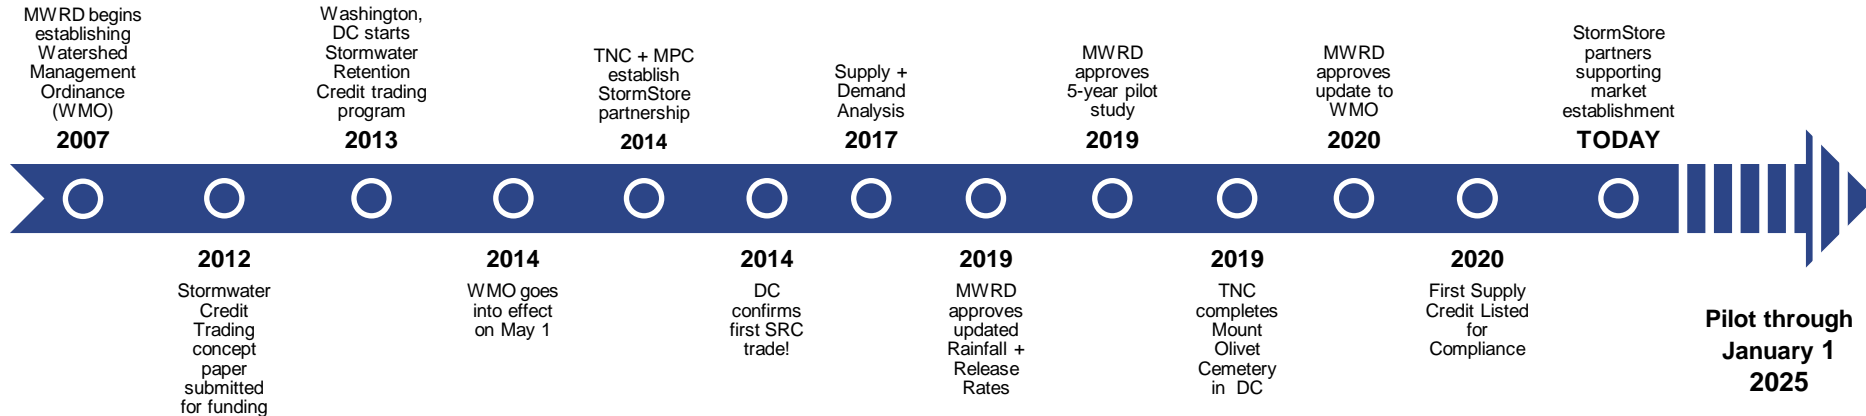 MWRD begins
establishing
Watershed
Management
Ordinance
(WMO)
2007
2012
Stormwater
Credit
Trading
concept
paper
submitted
for funding
Washington,
DC starts
Stormwater
Retention
Credit trading
program
2013
2014
WMO goes
into effect
on May 1
TNC + MPC
establish
StormStore
partnership
2014
2014
DC
confirms
first SRC
trade!
Supply +
Demand
Analysis
2017
2019
MWRD
approves
updated
Rainfall +
Release
Rates
MWRD
approves
5-year pilot
study
2019
2019
TNC
completes
Mount
Olivet
Cemetery
in DC
MWRD
approves
update to
WMO
2020
2020
First Supply
Credit Listed
for
Compliance
StormStore
partners
supporting
market
establishment
TODAY
Pilot through
January 1
2025